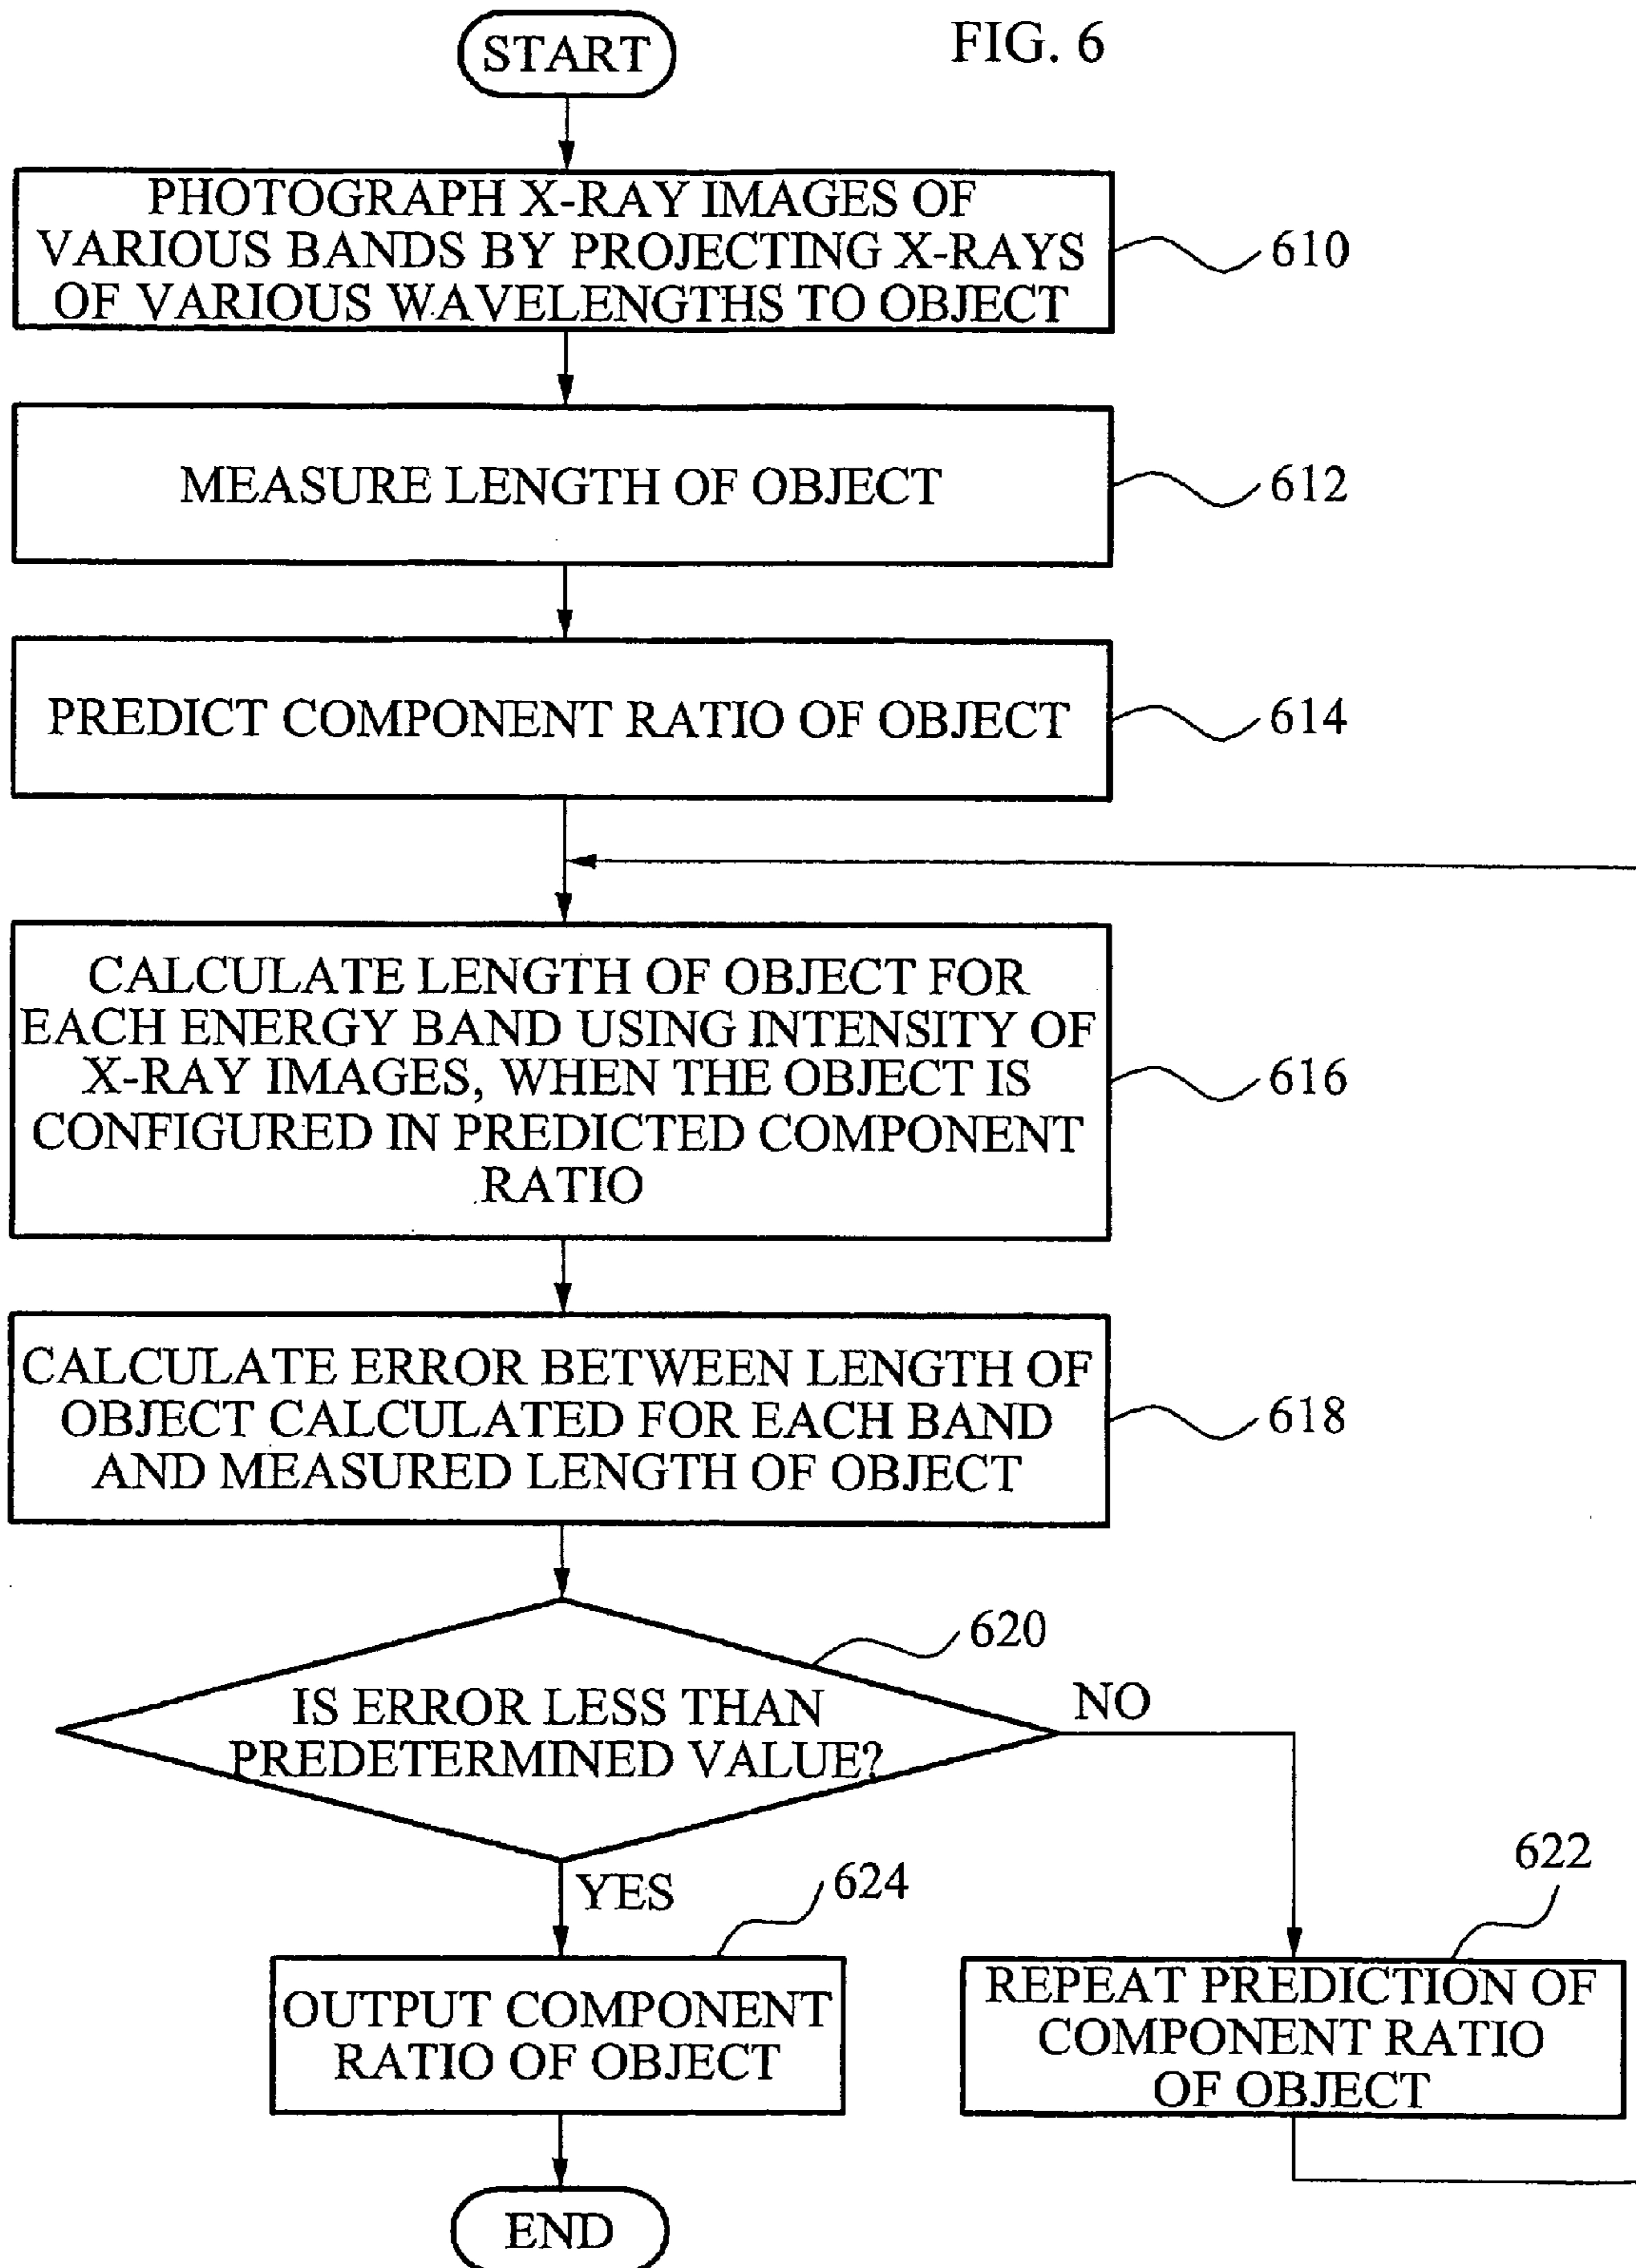 FIG. 6
START
PHOTOGRAPH X-RAY IMAGES OF
VARIOUS BANDS BY PROJECTING X-RAYS
OF VARIOUS WAVELENGTHS TO OBJECT
610
MEASURE LENGTH OF OBJECT
612
PREDICT COMPONENT RATIO OF OBJECT
614
CALCULATE LENGTH OF OBJECT FOR
EACH ENERGY BAND USING INTENSITY OF
X-RAY IMAGES, WHEN THE OBJECT IS
CONFIGURED IN PREDICTED COMPONENT
RATIO
616
CALCULATE ERROR BETWEEN LENGTH OF
OBJECT CALCULATED FOR EACH BAND
AND MEASURED LENGTH OF OBJECT
618
620
IS ERROR LESS THAN
PREDETERMINED VALUE?
NO
YES
624
622
OUTPUT COMPONENT
RATIO OF OBJECT
REPEAT PREDICTION OF
COMPONENT RATIO
OF OBJECT
END